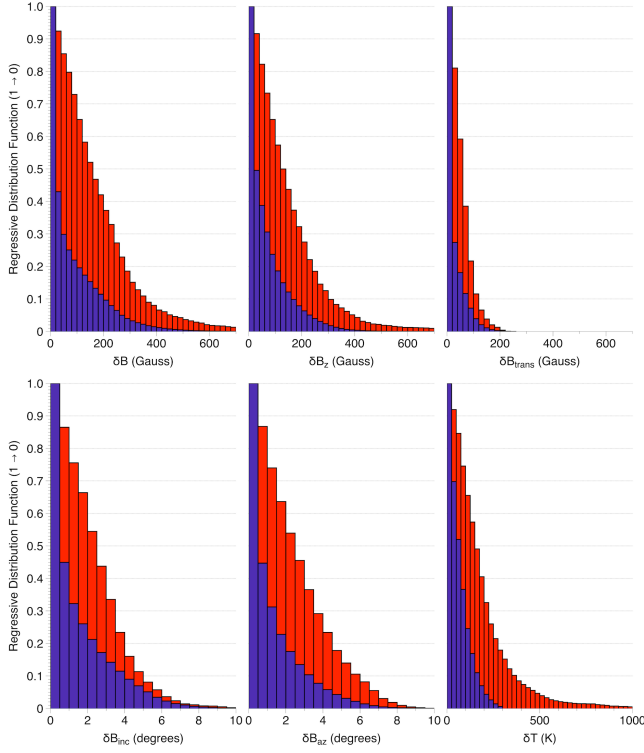 Regressive Distribution Function (1 → 0)
1.0
0.9
0.8
0.7
0.6
0.5
0.4
0.3
0.2
0.1
0
0 200 400 600
δB (Gauss)
0 200 400 600
δBz (Gauss)
0 200 400 600
δBtrans (Gauss)
Regressive Distribution Function (1 → 0)
1.0
0.9
0.8
0.7
0.6
0.5
0.4
0.3
0.2
0.1
0
0 2 4 6 8 10
δBinc (degrees)
0 2 4 6 8 10
δBaz (degrees)
0 500 1000
δT (K)